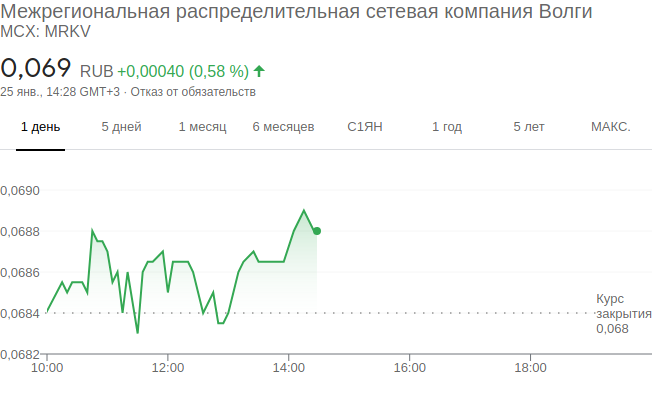 Межрегиональная распределительная сетевая компания Волги
MCX: MRKV
0,069 RUB +0,00040 (0,58 %)
25 янв., 14:28 GMT+3 · Отказ от обязательств
1 день 5 дней 1 месяц 6 месяцев С1ЯН 1 год 5 лет МАКС.
0,0690
0,0688
0,0686
0,0684
0,0682
Курс
закрытия
0,068
10:00 12:00 14:00 16:00 18:00